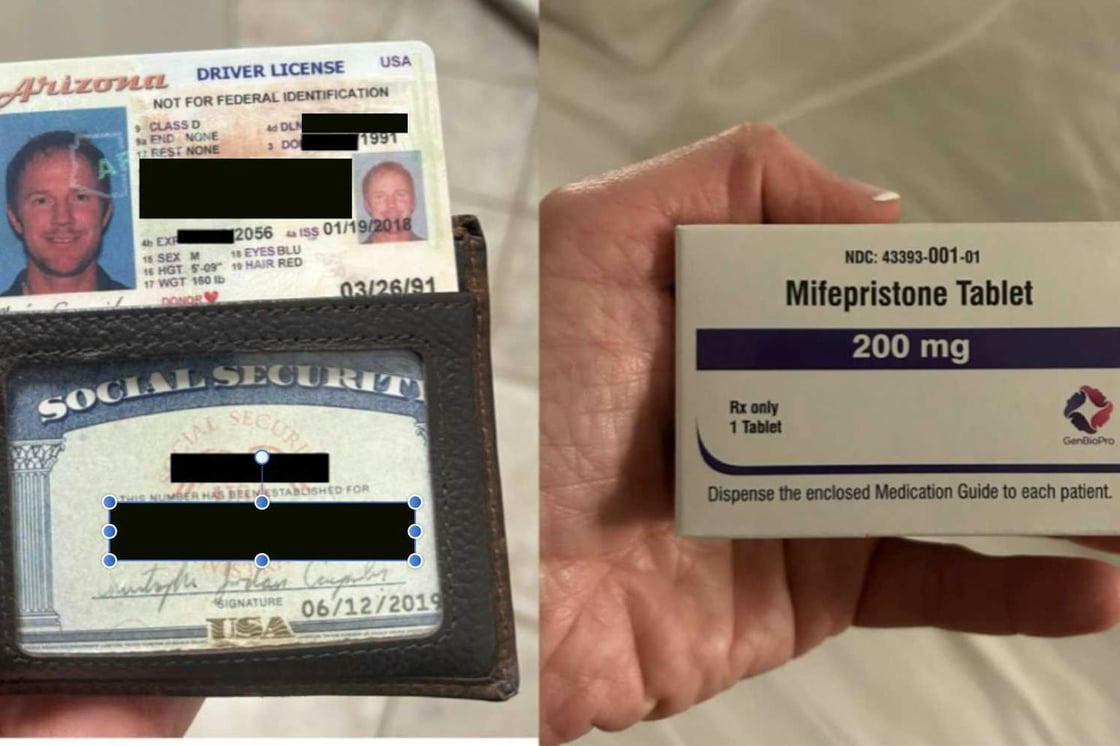 Arizona DRIVER LICENSE USA
NOT FOR FEDERAL IDENTIFICATION
9 CLASS D 4d DLN
9a END NONE 3 DO 1991
12 REST NONE
4b EXP 2056 4a ISS 01/19/2018
15 SEX M 18 EYES BLU
16 HGT 5'-09" 19 HAIR RED
17 WGT 160 lb
DONOR
03/26/91
SOCIAL SECURITY
THIS NUMBER HAS BEEN ESTABLISHED FOR
SIGNATURE
06/12/2019
USA
NDC: 43393-001-01
Mifepristone Tablet
200 mg
Rx only
1 Tablet
GenBioPro
Dispense the enclosed Medication Guide to each patient.